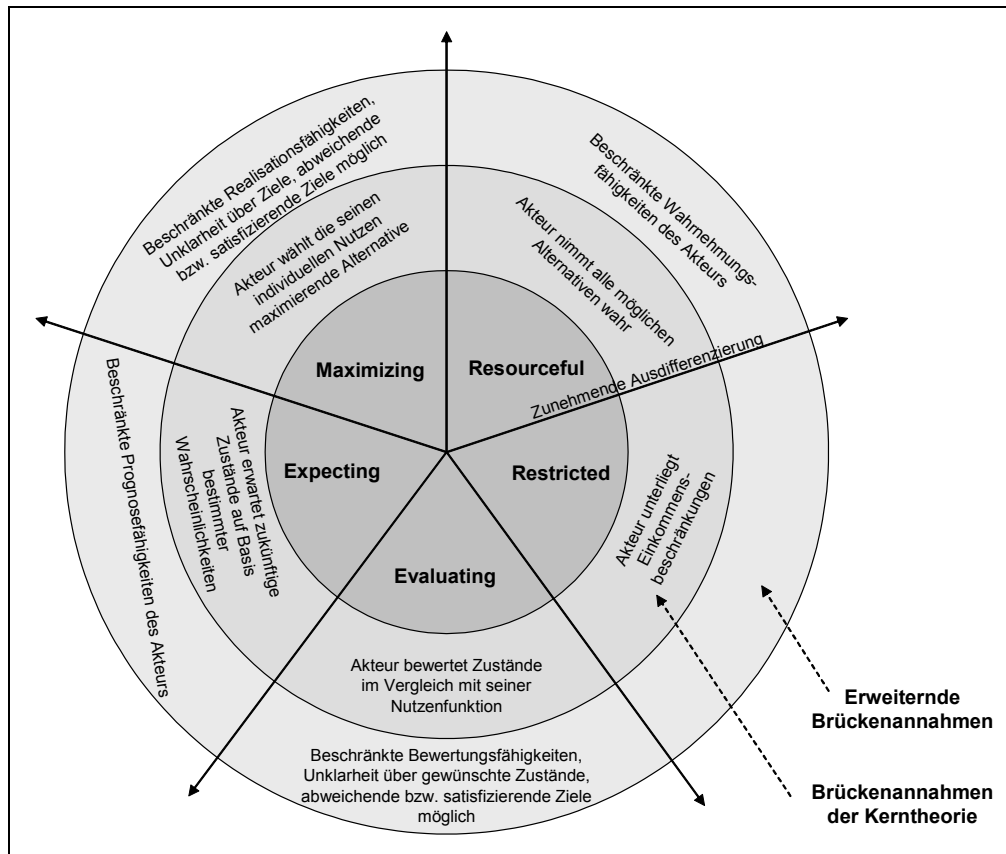 Beschränkte Realisationsfähigkeiten,
Unklarheit über Ziele, abweichende
bzw. satisfizierende Ziele möglich
Akteur wählt die seinen
individuellen Nutzen
maximierende Alternative
Maximizing
Beschränkte Wahrnehmungs-
fähigkeiten des Akteurs
Akteur nimmt alle möglichen
Alternativen wahr
Resourceful
Zunehmende Ausdifferenzierung
Restricted
Akteur unterliegt
Einkommens-
beschränkungen
Expecting
Akteur erwartet zukünftige
Zustände auf Basis
bestimmter
Wahrscheinlichkeiten
Beschränkte Prognosefähigkeiten des Akteurs
Evaluating
Akteur bewertet Zustände
im Vergleich mit seiner
Nutzenfunktion
Beschränkte Bewertungsfähigkeiten,
Unklarheit über gewünschte Zustände,
abweichende bzw. satisfizierende Ziele
möglich
Erweiternde
Brückenannahmen
Brückenannahmen
der Kerntheorie